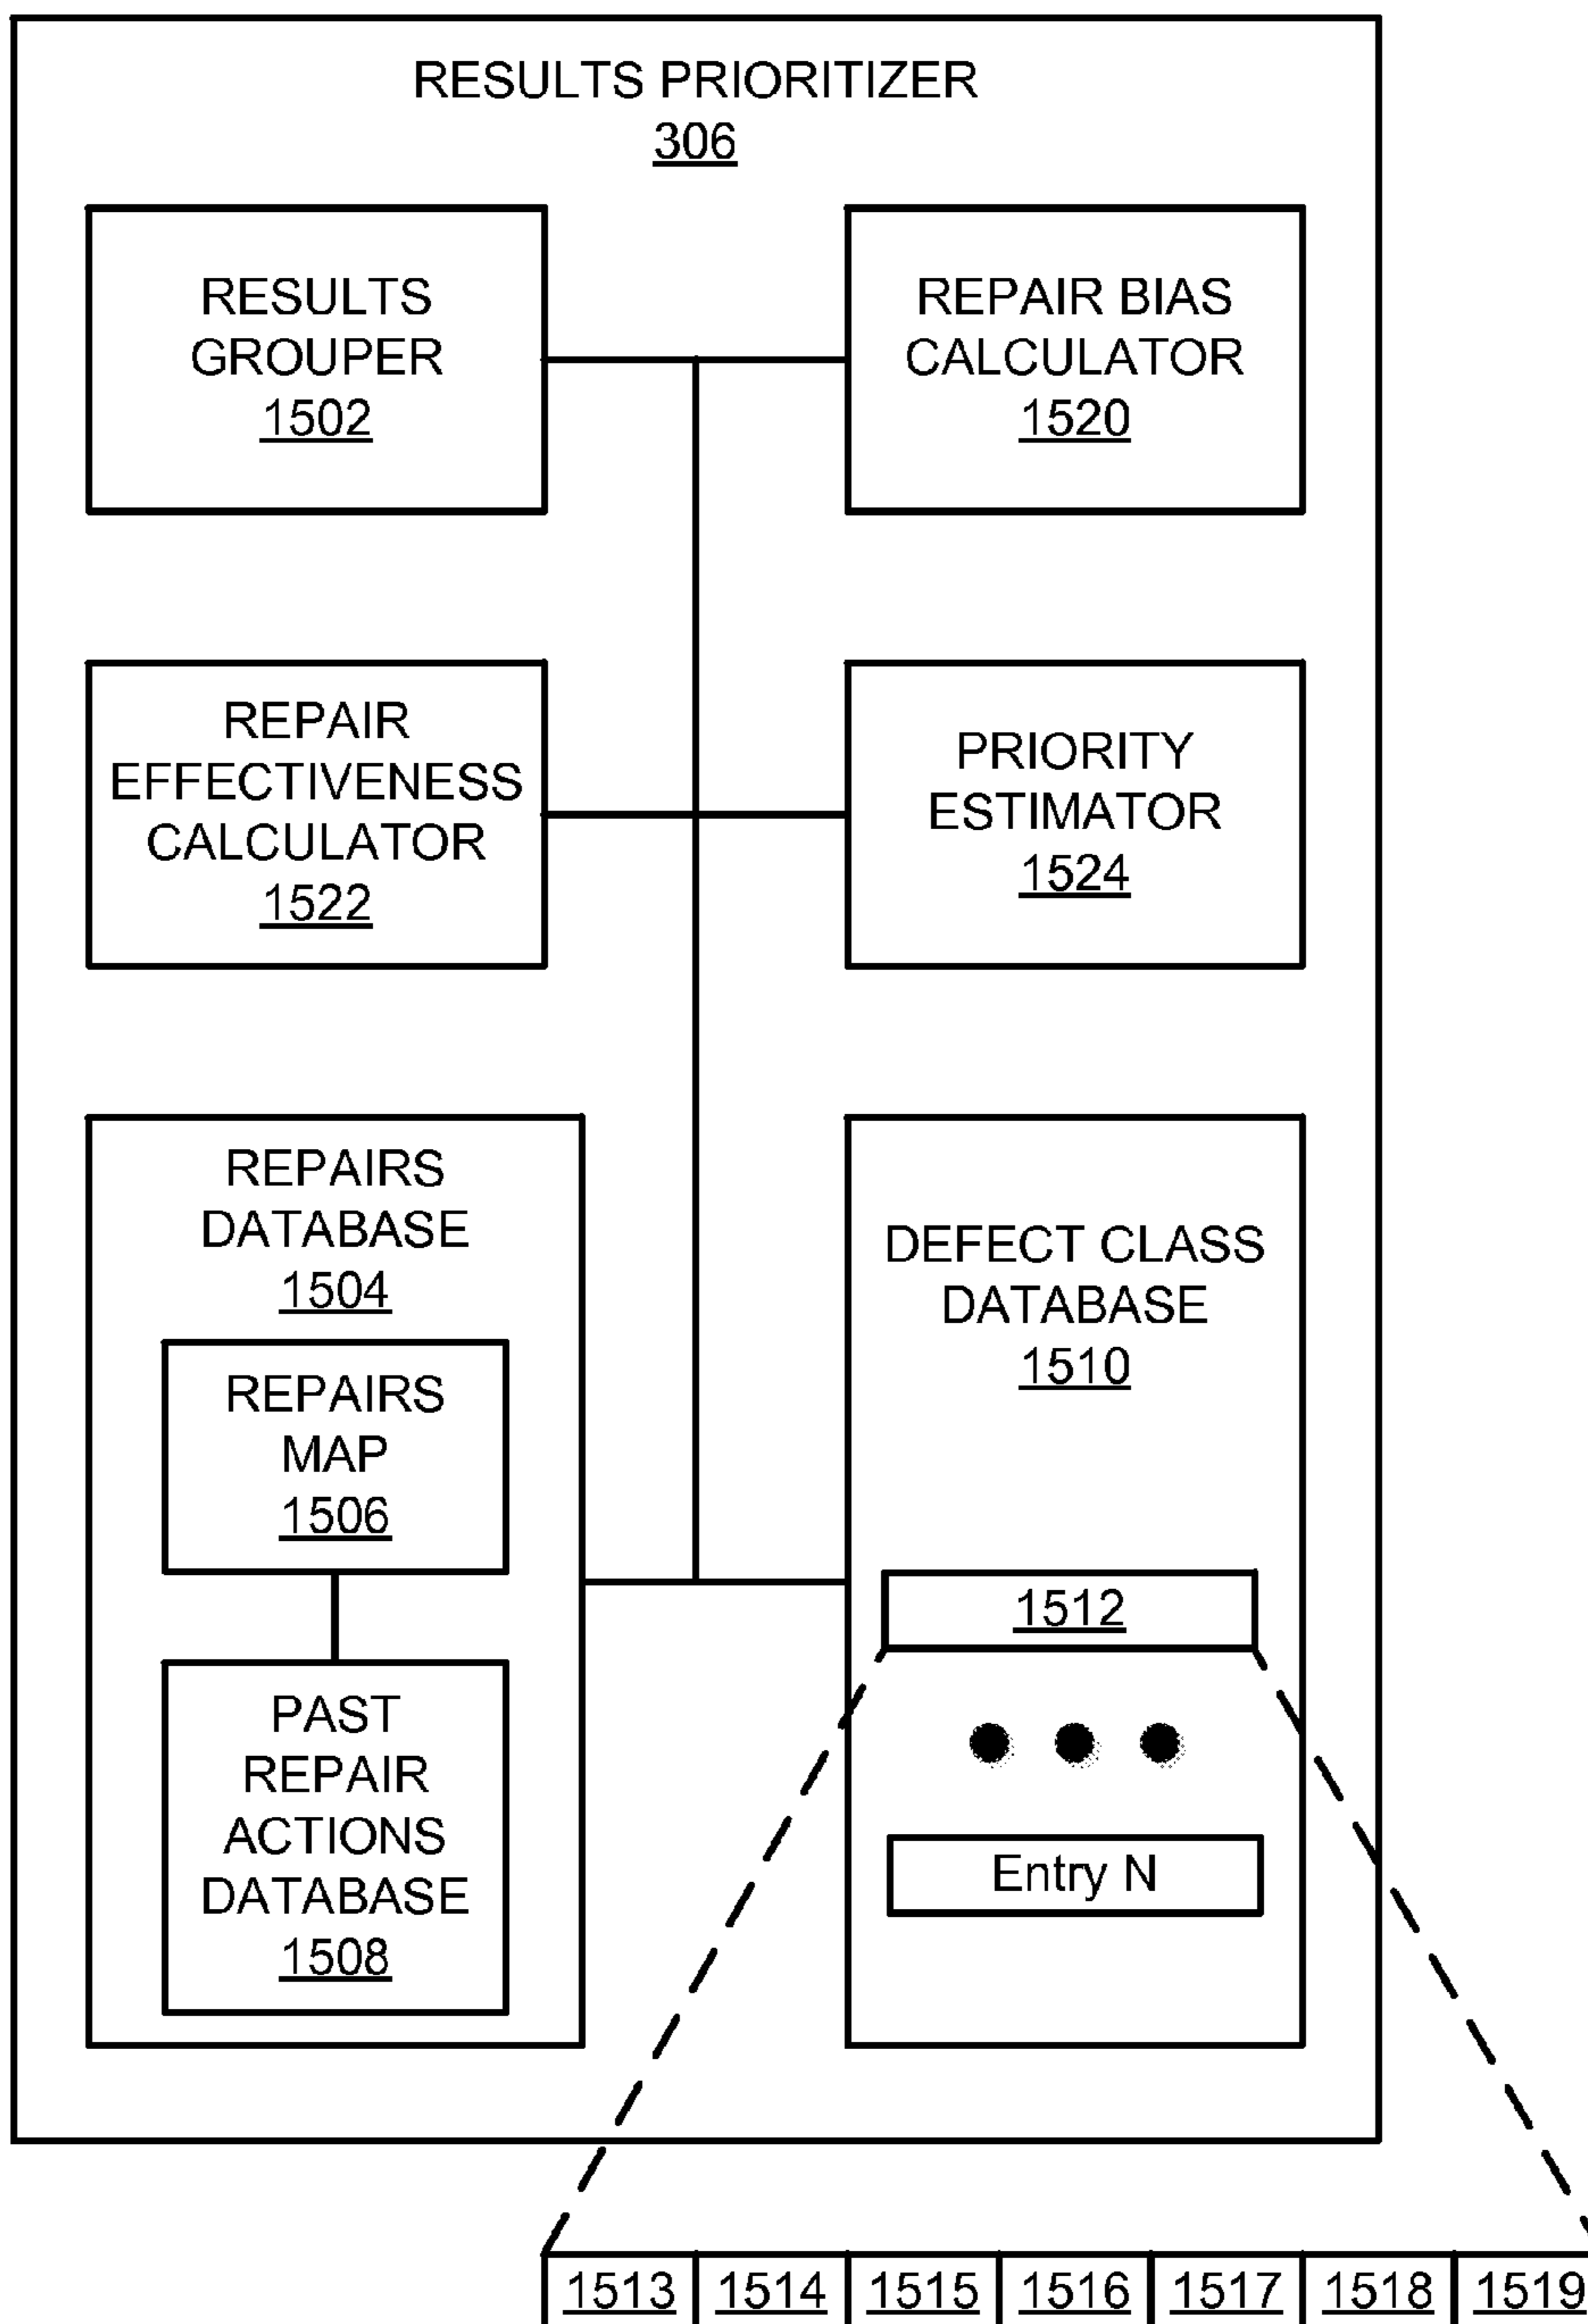 RESULTS PRIORITIZER
306
RESULTS
GROUPER
1502
REPAIR BIAS
CALCULATOR
1520
REPAIR
EFFECTIVENESS
CALCULATOR
1522
PRIORITY
ESTIMATOR
1524
REPAIRS
DATABASE
1504
REPAIRS
MAP
1506
PAST
REPAIR
ACTIONS
DATABASE
1508
DEFECT CLASS
DATABASE
1510
1512
Entry N
1513 1514 1515 1516 1517 1518 1519